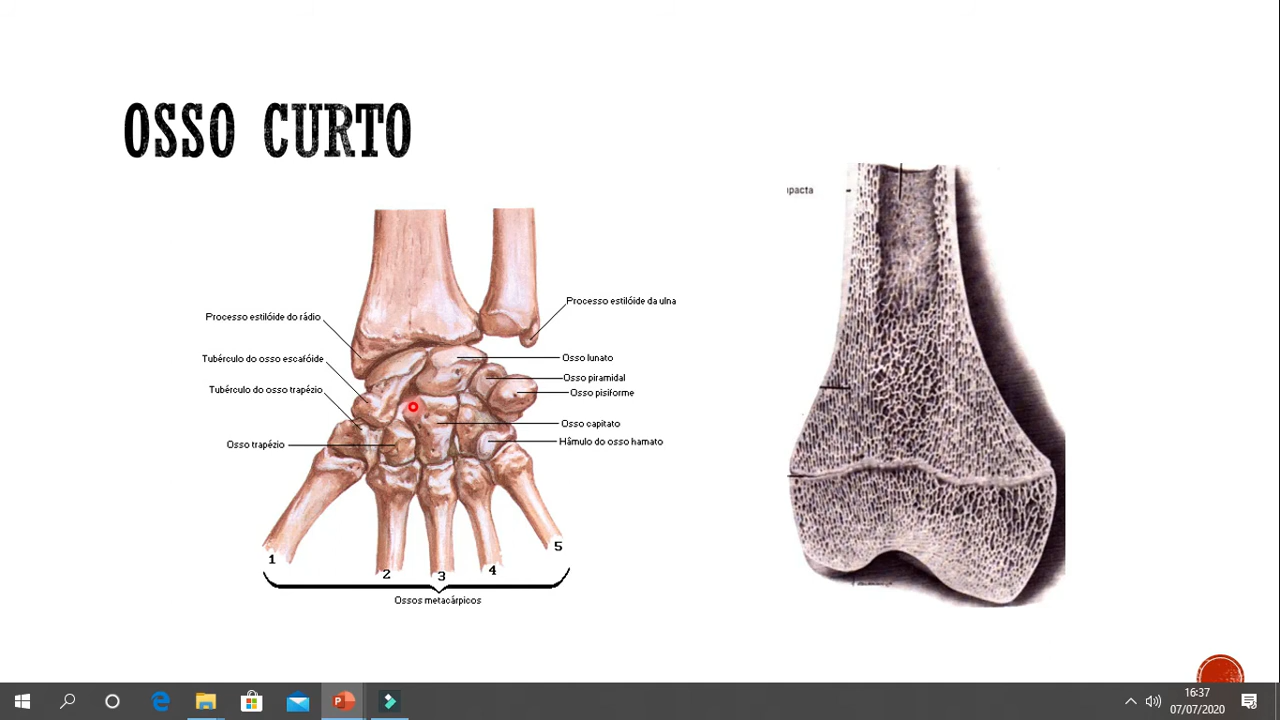 OSSO CURTO
mpacta
Processo estilóide da ulna
Processo estilóide do rádio
Osso lunato
Tubérculo do osso escafóide
Osso piramidal
Tubérculo do osso trapézio
Osso pisiforme
Osso capitato
Osso trapézio
Hâmulo do osso hamato
1
2
3
4
5
Ossos metacárpicos
16:37
07/07/2020